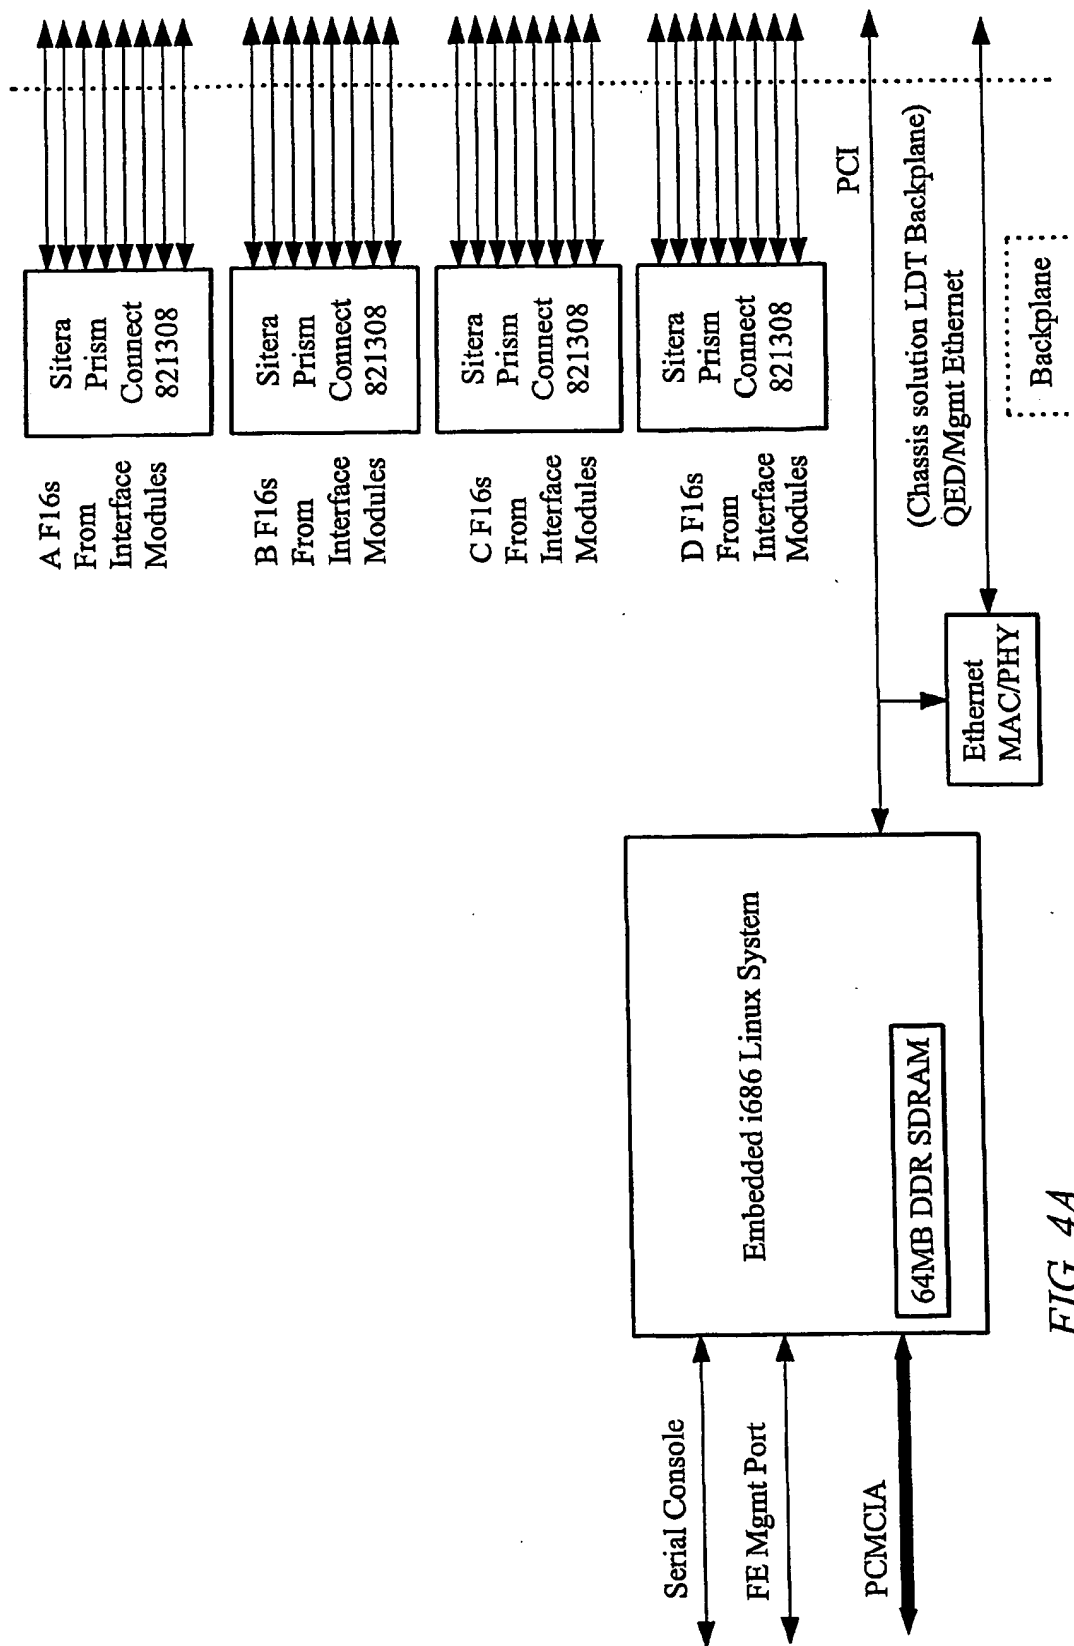 A F16s
From
Interface
Modules
Sitera
Prism
Connect
821308
B F16s
From
Interface
Modules
Sitera
Prism
Connect
821308
C F16s
From
Interface
Modules
Sitera
Prism
Connect
821308
D F16s
From
Interface
Modules
Sitera
Prism
Connect
821308
PCI
(Chassis solution LDT Backplane)
QED/Mgmt Ethernet
Ethernet
MAC/PHY
Backplane
Embedded i686 Linux System
64MB DDR SDRAM
Serial Console
FE Mgmt Port
PCMCIA
FIG. 4A